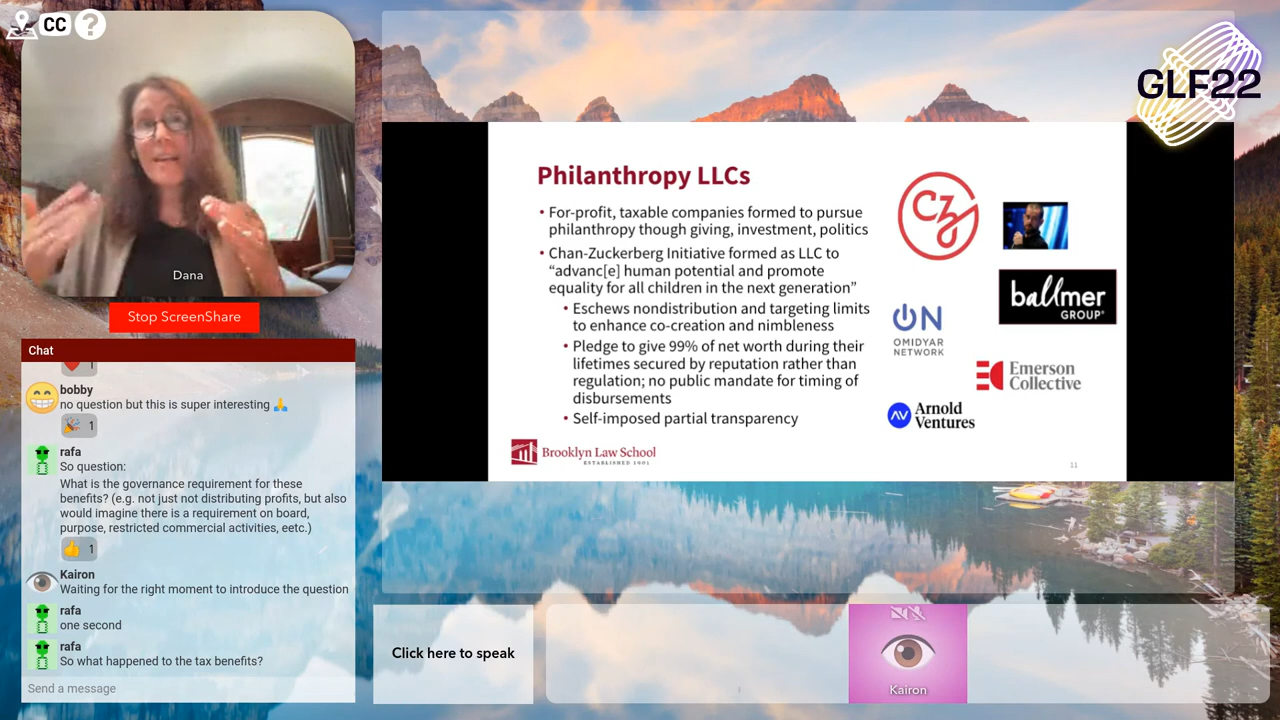 CC
?
Dana
Stop ScreenShare
Chat
1
bobby
no question but this is super interesting 🙏
🎉 1
rafa
So question:
What is the governance requirement for these
benefits? (e.g. not just not distributing profits, but also
would imagine there is a requirement on board,
purpose, restricted commercial activities, eetc.)
👍 1
Kairon
Waiting for the right moment to introduce the question
rafa
one second
rafa
So what happened to the tax benefits?
Send a message
GLF22
Philanthropy LLCs
• For-profit, taxable companies formed to pursue
philanthropy though giving, investment, politics
• Chan-Zuckerberg Initiative formed as LLC to
“advanc[e] human potential and promote
equality for all children in the next generation”
• Eschews nondistribution and targeting limits
to enhance co-creation and nimbleness
• Pledge to give 99% of net worth during their
lifetimes secured by reputation rather than
regulation; no public mandate for timing of
disbursements
• Self-imposed partial transparency
CZI
ballmer
GROUP®
ON
OMIDYAR
NETWORK
Emerson
Collective
AV
Arnold
Ventures
Brooklyn Law School
ESTABLISHED 1901
11
Click here to speak
Kairon